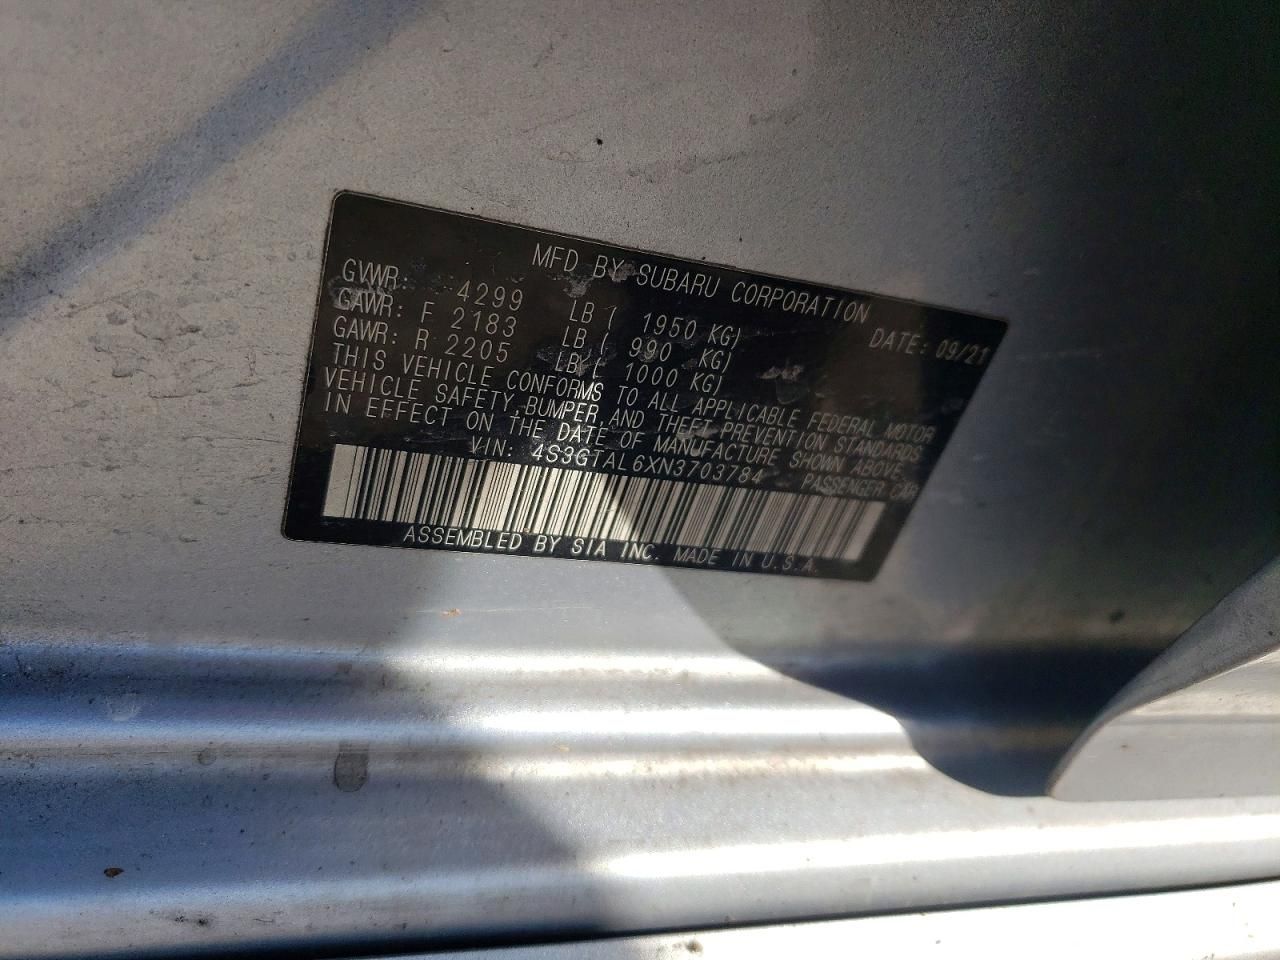 MFD BY SUBARU CORPORATION
DATE: 09/21
GVWR: 4299 LB ( 1950 KG)
GAWR: F 2183 LB ( 990 KG)
GAWR: R 2205 LB ( 1000 KG)
THIS VEHICLE CONFORMS TO ALL APPLICABLE FEDERAL MOTOR
VEHICLE SAFETY, BUMPER, AND THEFT PREVENTION STANDARDS
IN EFFECT ON THE DATE OF MANUFACTURE SHOWN ABOVE.
VIN: 4S3GTAL6XN3703784 PASSENGER CAR
ASSEMBLED BY SIA INC. MADE IN U.S.A.